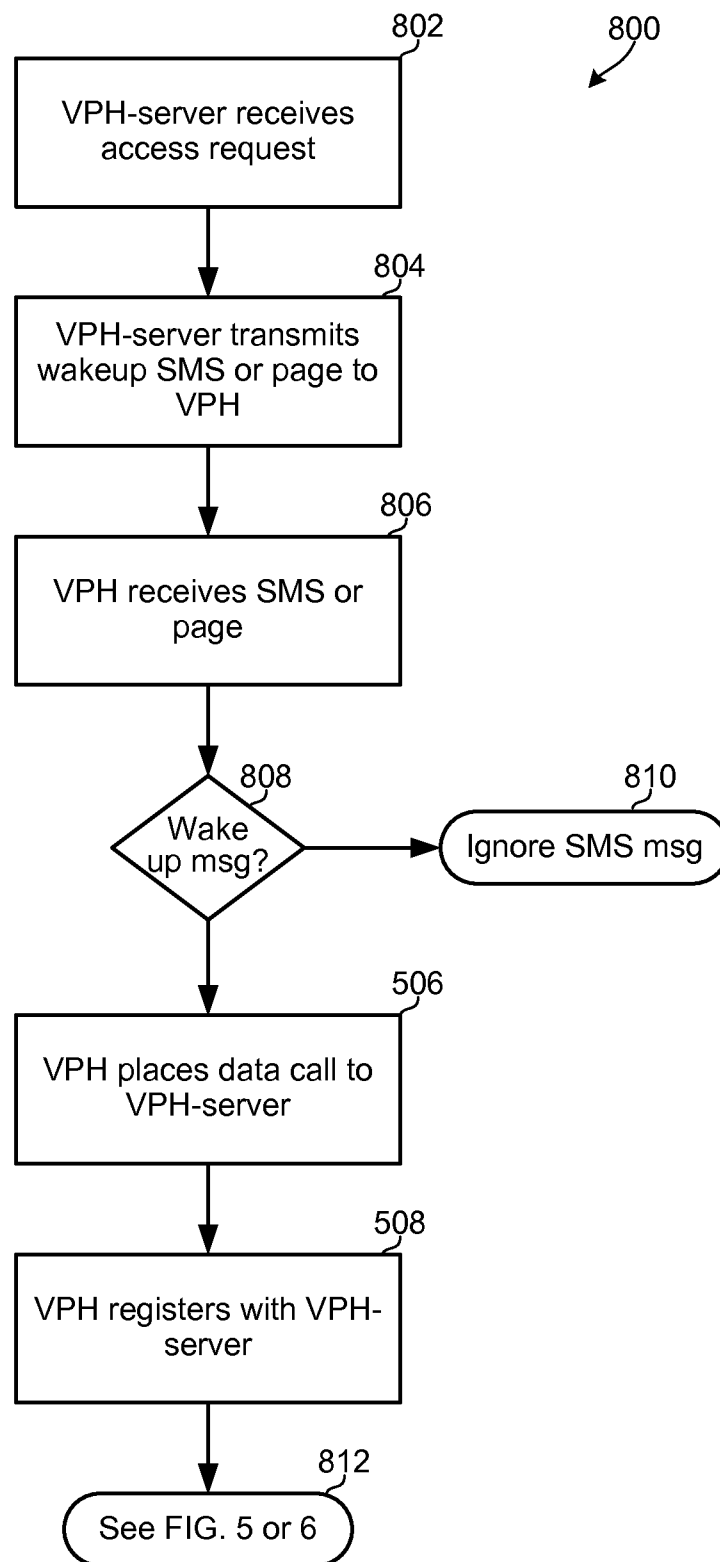 802
800
VPH-server receives
access request
804
VPH-server transmits
wakeup SMS or page to
VPH
806
VPH receives SMS or
page
808
Wake
up msg?
810
Ignore SMS msg
506
VPH places data call to
VPH-server
508
VPH registers with VPH-
server
812
See FIG. 5 or 6